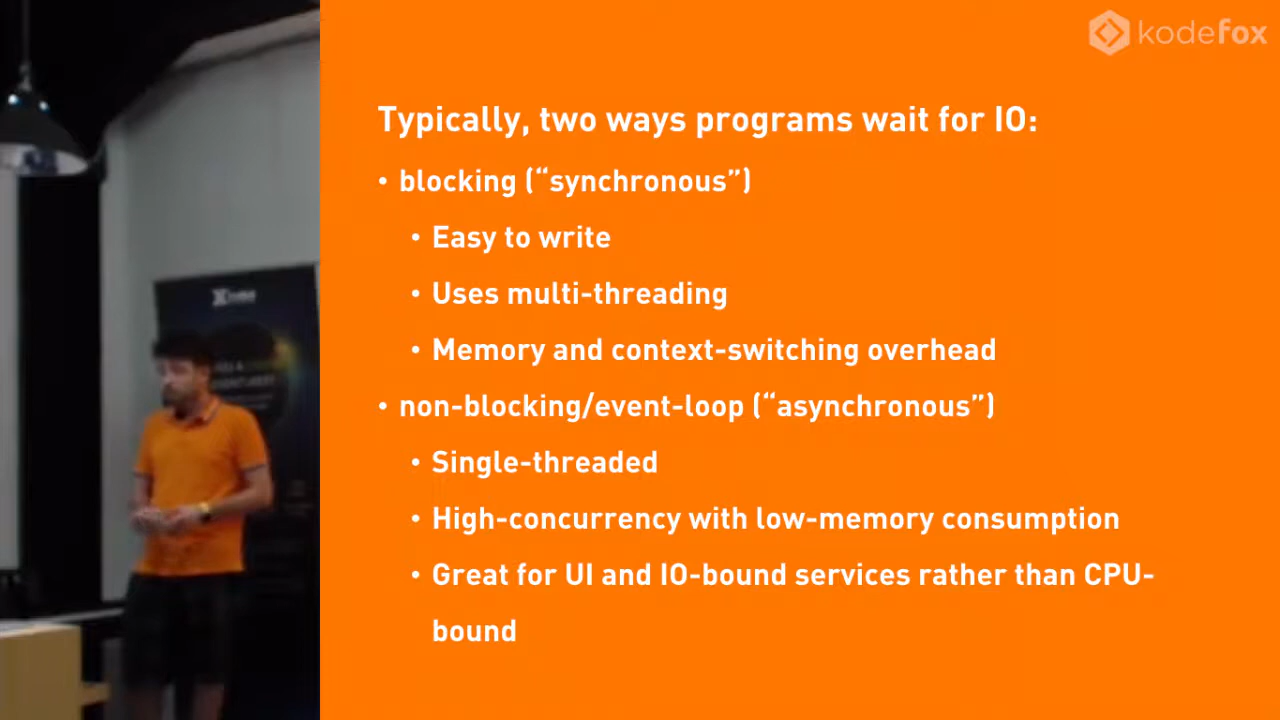 kodefox
Typically, two ways programs wait for IO:
• blocking (“synchronous”)
• Easy to write
• Uses multi-threading
• Memory and context-switching overhead
• non-blocking/event-loop (“asynchronous”)
• Single-threaded
• High-concurrency with low-memory consumption
• Great for UI and IO-bound services rather than CPU-
bound